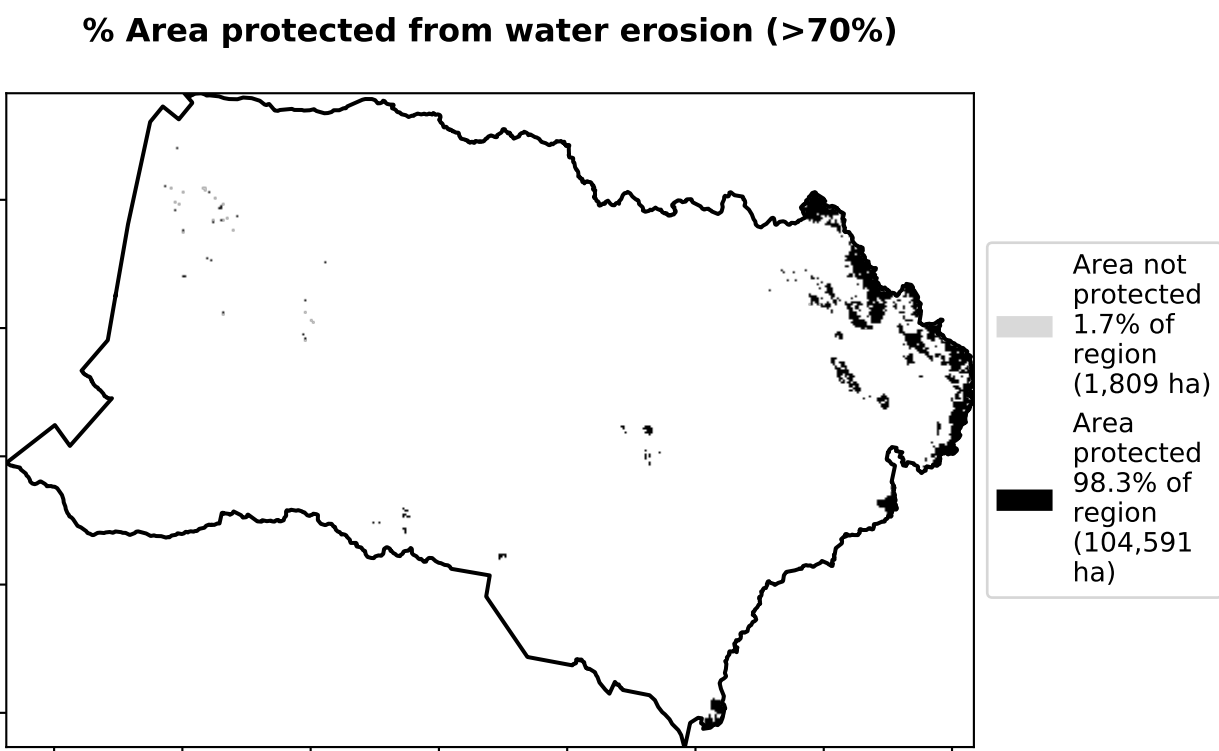 % Area protected from water erosion (>70%)
Area not
protected
1.7% of
region
(1,809 ha)
Area
protected
98.3% of
region
(104,591
ha)